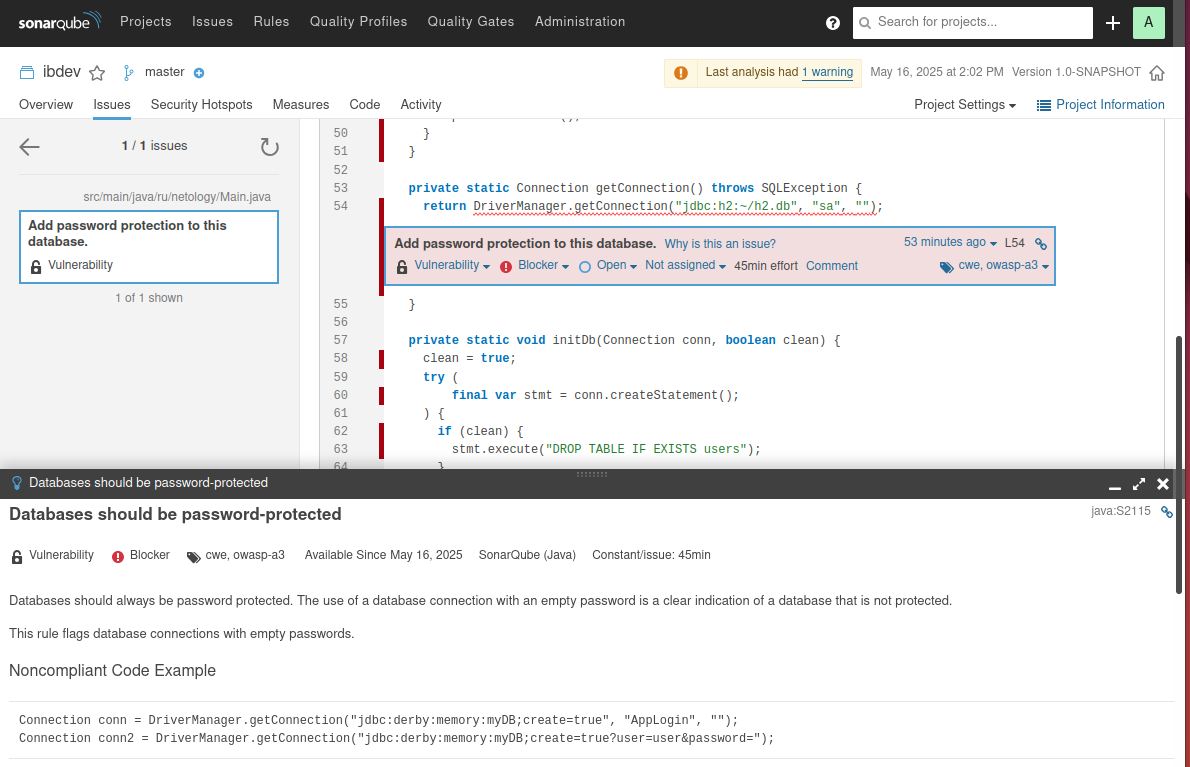 sonarqube Projects Issues Rules Quality Profiles Quality Gates Administration ? Search for projects... + A
ibdev master Last analysis had 1 warning May 16, 2025 at 2:02 PM Version 1.0-SNAPSHOT
Overview Issues Security Hotspots Measures Code Activity Project Settings Project Information
1 / 1 issues
src/main/java/ru/netology/Main.java
Add password protection to this
database.
Vulnerability
1 of 1 shown
50 }
51 }
52
53 private static Connection getConnection() throws SQLException {
54 return DriverManager.getConnection("jdbc:h2:~/h2.db", "sa", "");
Add password protection to this database. Why is this an issue? 53 minutes ago L54
Vulnerability Blocker Open Not assigned 45min effort Comment cwe, owasp-a3
55 }
56
57 private static void initDb(Connection conn, boolean clean) {
58 clean = true;
59 try (
60 final var stmt = conn.createStatement();
61 ) {
62 if (clean) {
63 stmt.execute("DROP TABLE IF EXISTS users");
64 }
Databases should be password-protected
Databases should be password-protected java:S2115
Vulnerability Blocker cwe, owasp-a3 Available Since May 16, 2025 SonarQube (Java) Constant/issue: 45min
Databases should always be password protected. The use of a database connection with an empty password is a clear indication of a database that is not protected.
This rule flags database connections with empty passwords.
Noncompliant Code Example
Connection conn = DriverManager.getConnection("jdbc:derby:memory:myDB;create=true", "AppLogin", "");
Connection conn2 = DriverManager.getConnection("jdbc:derby:memory:myDB;create=true?user=user&password=");